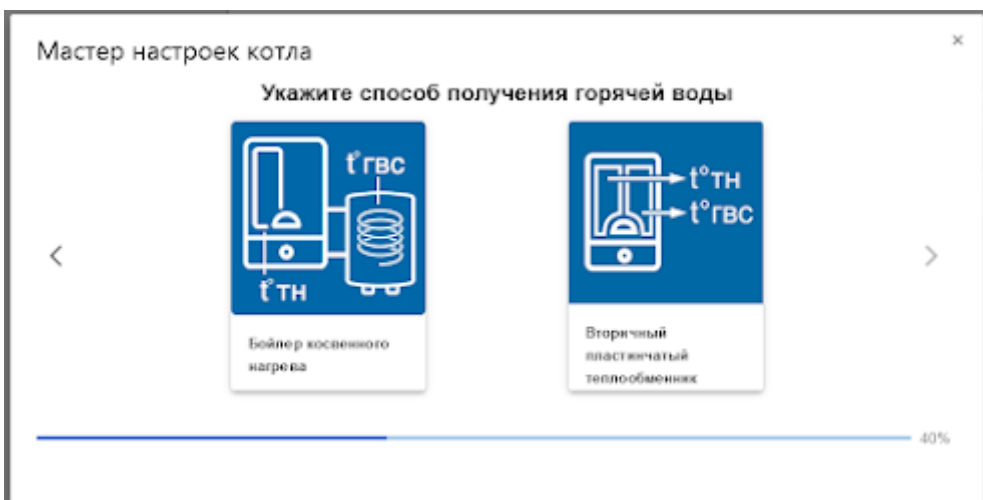 Мастер настроек котла
×
Укажите способ получения горячей воды
t°гвс
t°тн
Бойлер косвенного
нагрева
t°тн
t°гвс
Вторичный
пластинчатый
теплообменник
40%